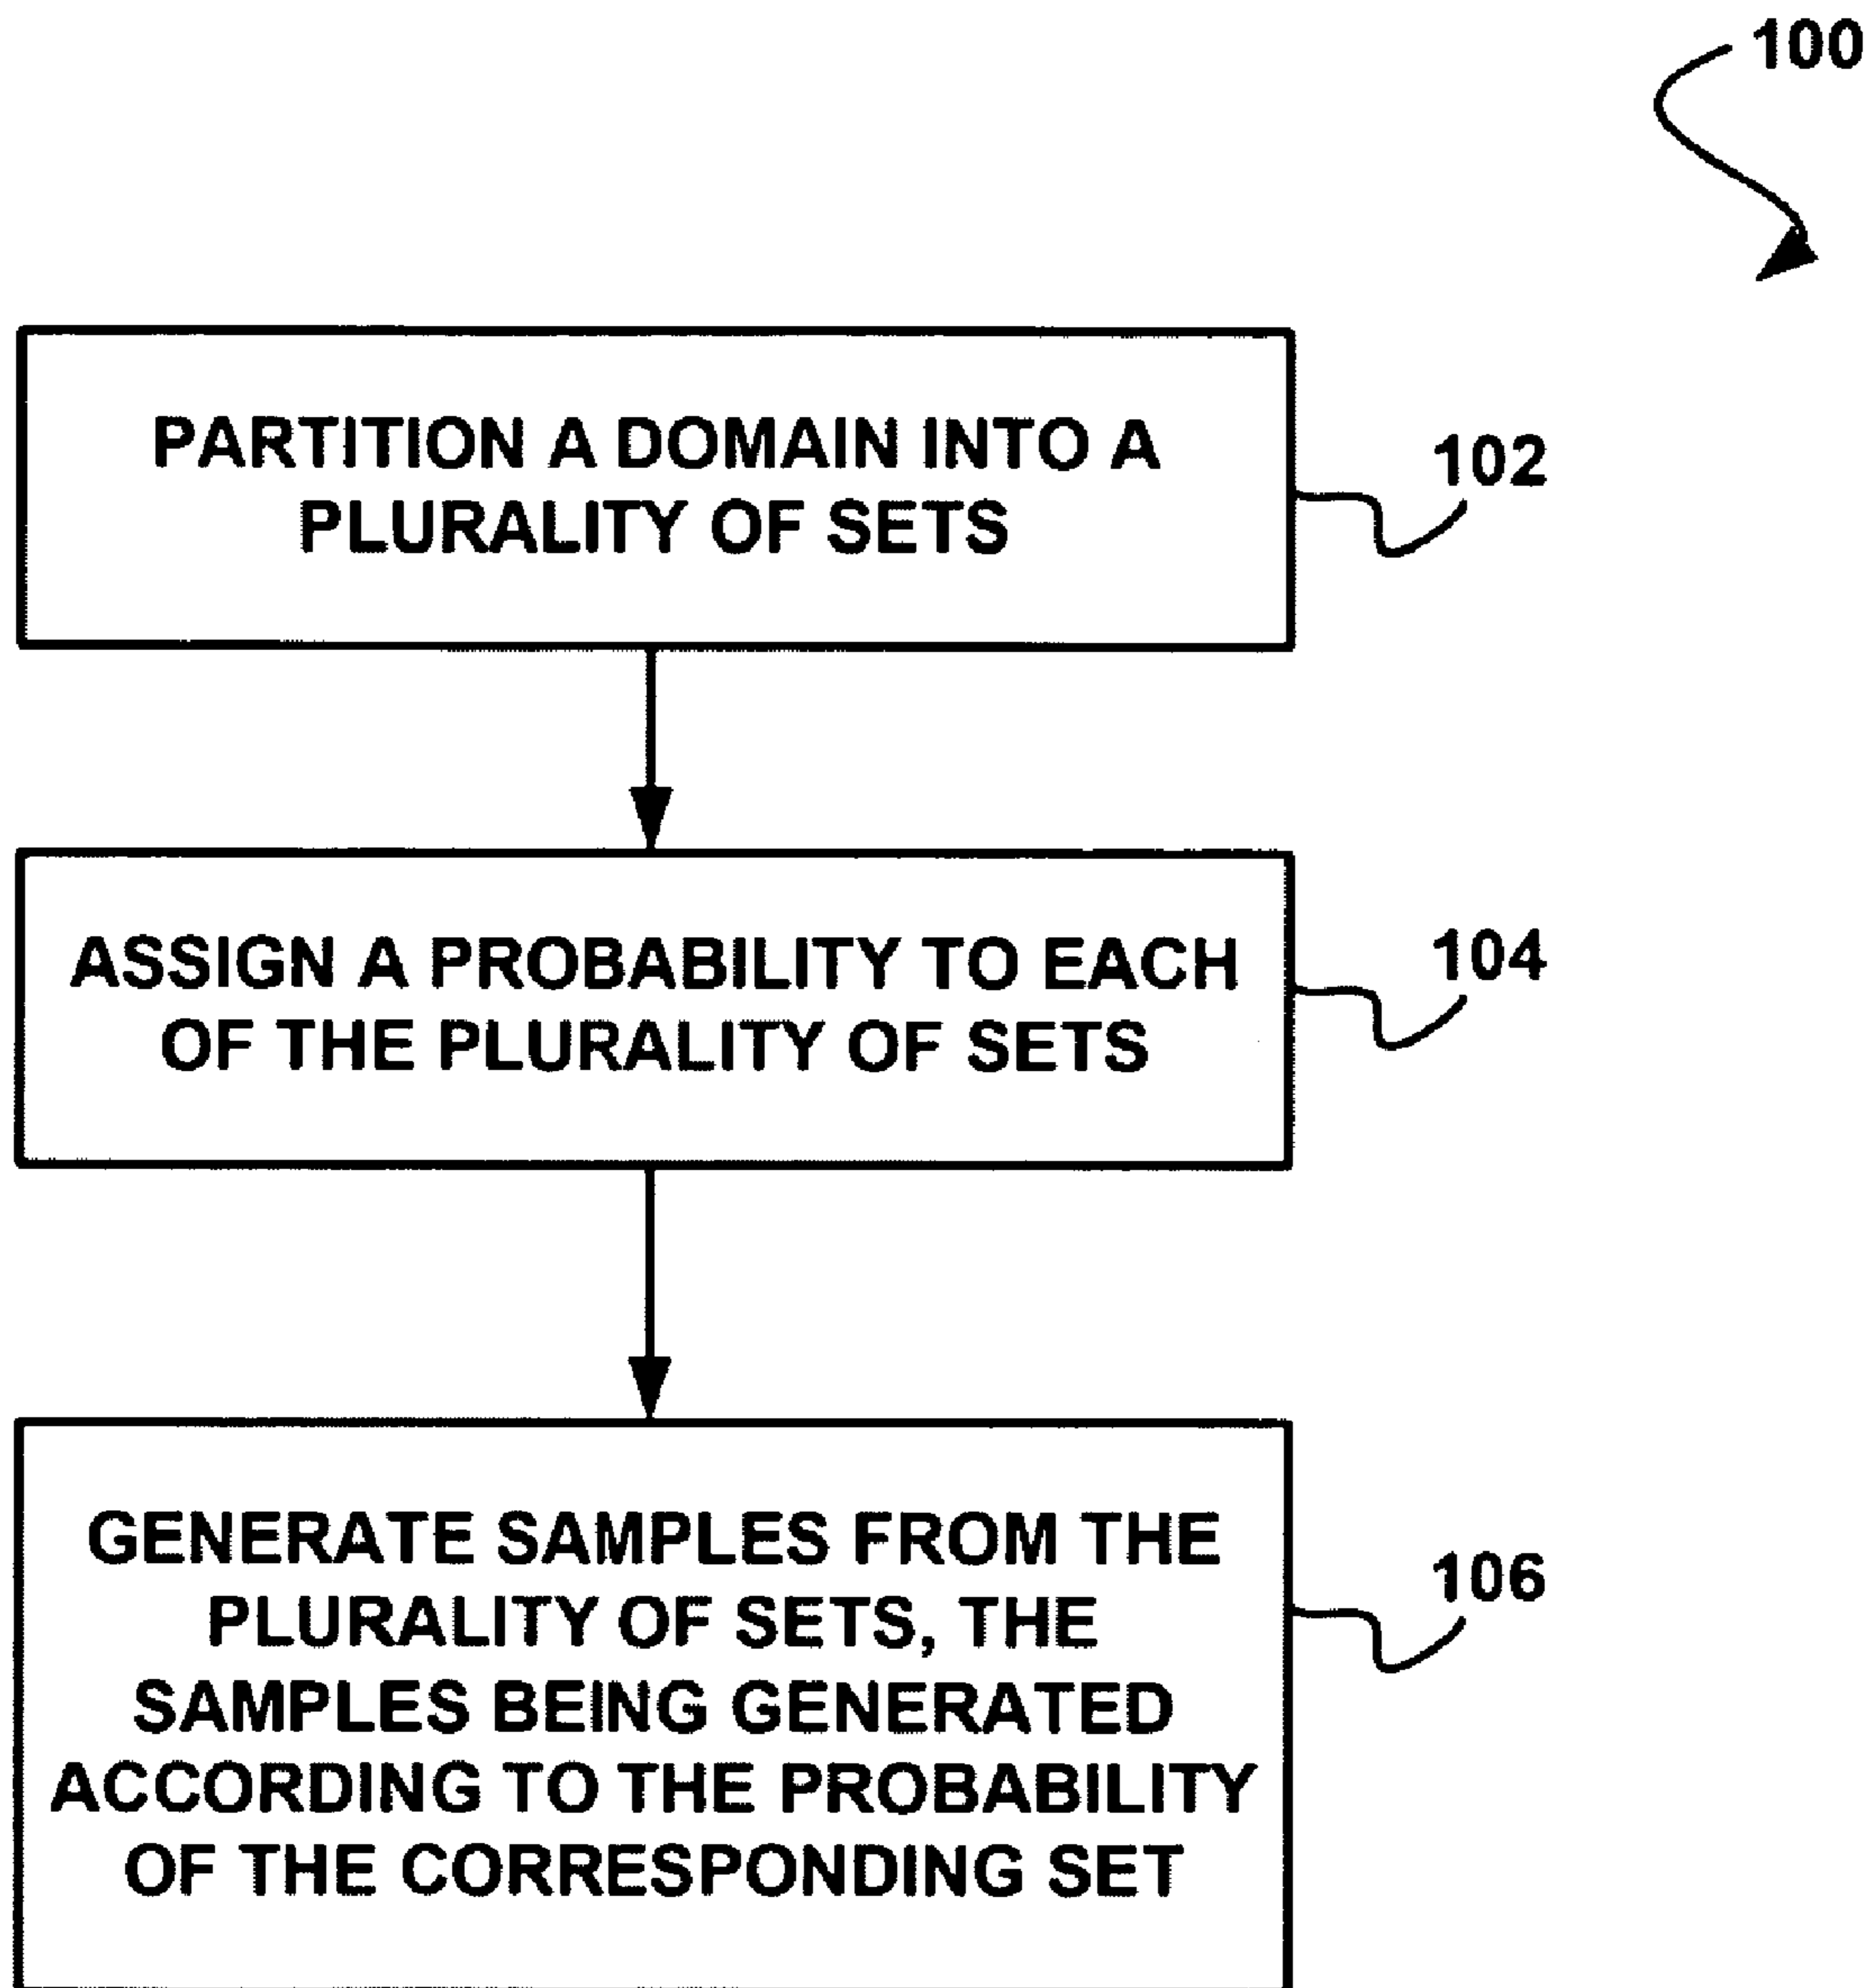 100
PARTITION A DOMAIN INTO A
PLURALITY OF SETS
102
ASSIGN A PROBABILITY TO EACH
OF THE PLURALITY OF SETS
104
GENERATE SAMPLES FROM THE
PLURALITY OF SETS, THE
SAMPLES BEING GENERATED
ACCORDING TO THE PROBABILITY
OF THE CORRESPONDING SET
106